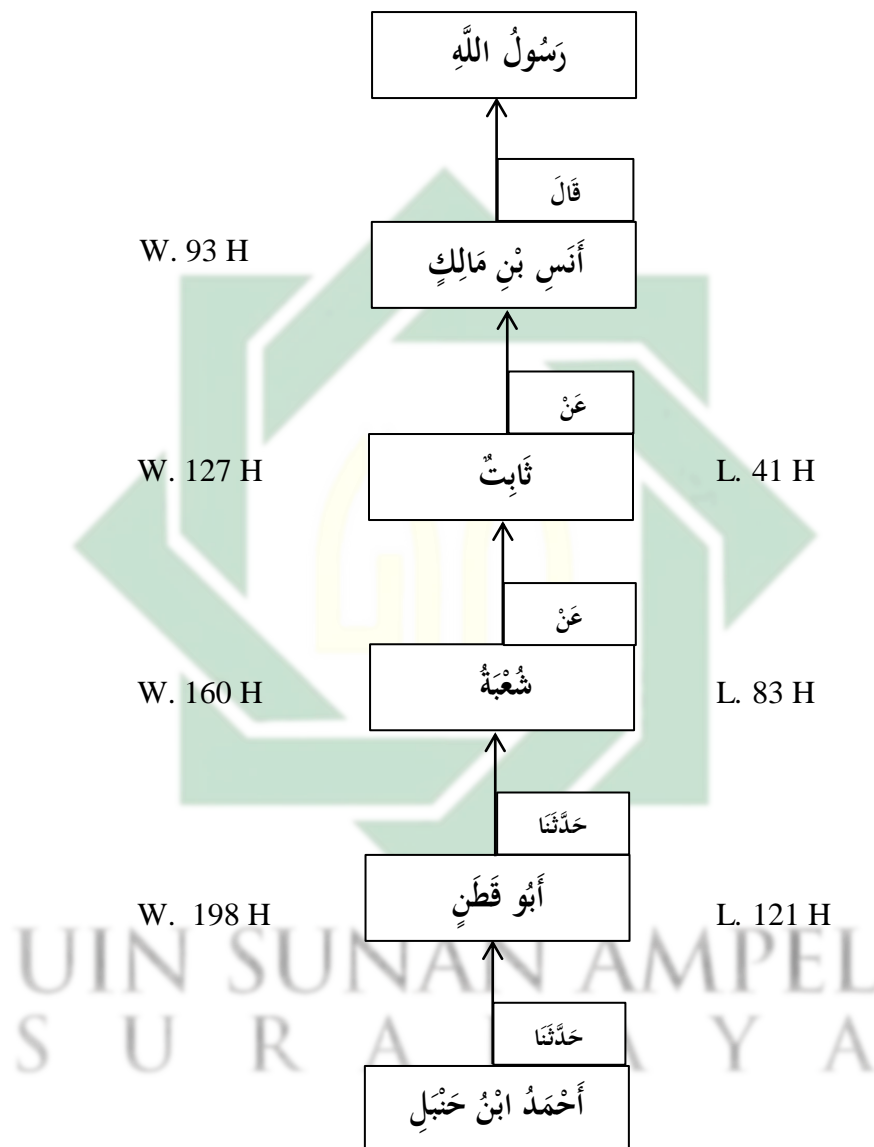 رَسُولُ اللَّهِ
قَالَ
W. 93 H أَنَسِ بْنِ مَالِكٍ
عَنْ
W. 127 H ثَابِتٌ L. 41 H
عَنْ
W. 160 H شُعْبَةُ L. 83 H
حَدَّثَنَا
W. 198 H أَبُو قَطَنٍ L. 121 H
UIN SUNAN AMPEL
حَدَّثَنَا
S U R A Y A
أَحْمَدُ ابْنُ حَنْبَلِ